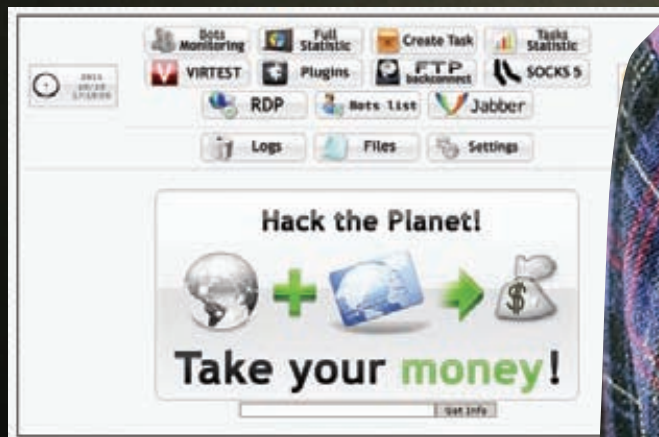 Bots Monitoring Full Statistic Create Task Tasks Statistic
VIRTEST Plugins FTP backconnect SOCKS 5
RDP Bots list Jabber
Logs Files Settings
Hack the Planet!
$
Take your money!
Get Info